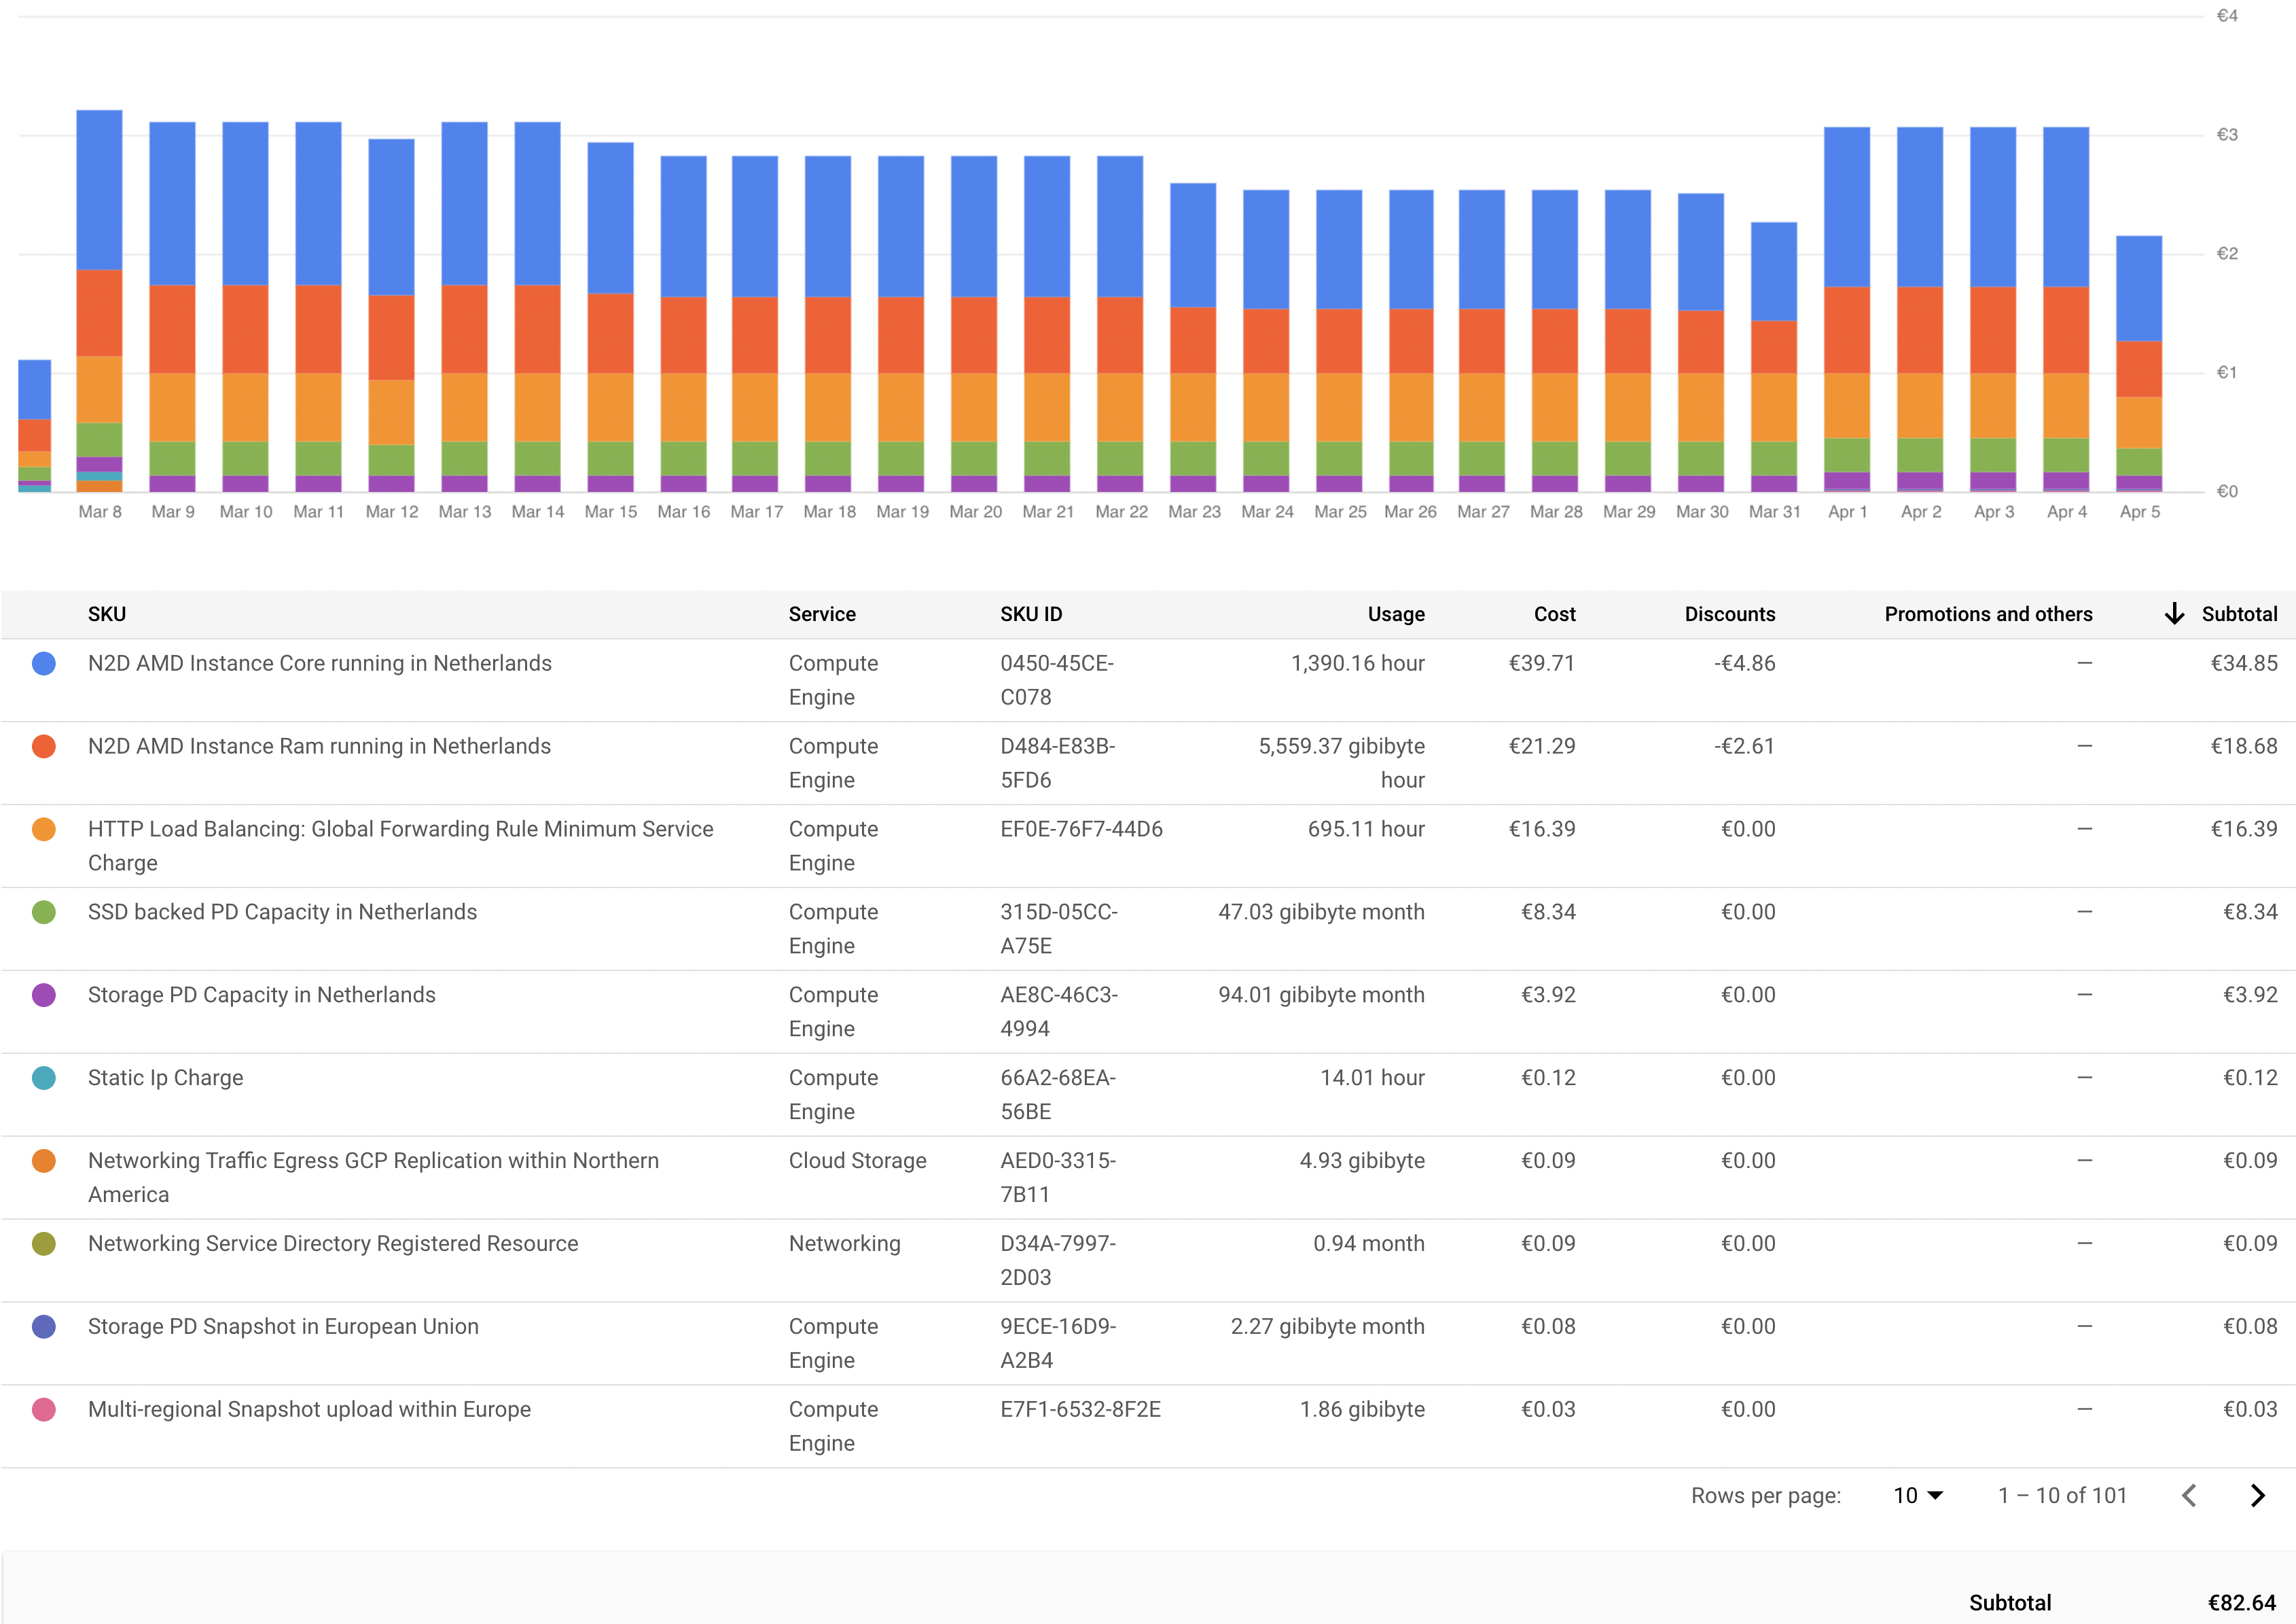 €4
€3
€2
€1
€0
Mar 8 Mar 9 Mar 10 Mar 11 Mar 12 Mar 13 Mar 14 Mar 15 Mar 16 Mar 17 Mar 18 Mar 19 Mar 20 Mar 21 Mar 22 Mar 23 Mar 24 Mar 25 Mar 26 Mar 27 Mar 28 Mar 29 Mar 30 Mar 31 Apr 1 Apr 2 Apr 3 Apr 4 Apr 5
SKU Service SKU ID Usage Cost Discounts Promotions and others ↓ Subtotal
N2D AMD Instance Core running in Netherlands Compute 0450-45CE- 1,390.16 hour €39.71 -€4.86 — €34.85
Engine C078
N2D AMD Instance Ram running in Netherlands Compute D484-E83B- 5,559.37 gibibyte €21.29 -€2.61 — €18.68
Engine 5FD6 hour
HTTP Load Balancing: Global Forwarding Rule Minimum Service Compute EF0E-76F7-44D6 695.11 hour €16.39 €0.00 — €16.39
Charge Engine
SSD backed PD Capacity in Netherlands Compute 315D-05CC- 47.03 gibibyte month €8.34 €0.00 — €8.34
Engine A75E
Storage PD Capacity in Netherlands Compute AE8C-46C3- 94.01 gibibyte month €3.92 €0.00 — €3.92
Engine 4994
Static Ip Charge Compute 66A2-68EA- 14.01 hour €0.12 €0.00 — €0.12
Engine 56BE
Networking Traffic Egress GCP Replication within Northern Cloud Storage AED0-3315- 4.93 gibibyte €0.09 €0.00 — €0.09
America 7B11
Networking Service Directory Registered Resource Networking D34A-7997- 0.94 month €0.09 €0.00 — €0.09
2D03
Storage PD Snapshot in European Union Compute 9ECE-16D9- 2.27 gibibyte month €0.08 €0.00 — €0.08
Engine A2B4
Multi-regional Snapshot upload within Europe Compute E7F1-6532-8F2E 1.86 gibibyte €0.03 €0.00 — €0.03
Engine
Rows per page: 10 1 – 10 of 101
Subtotal €82.64